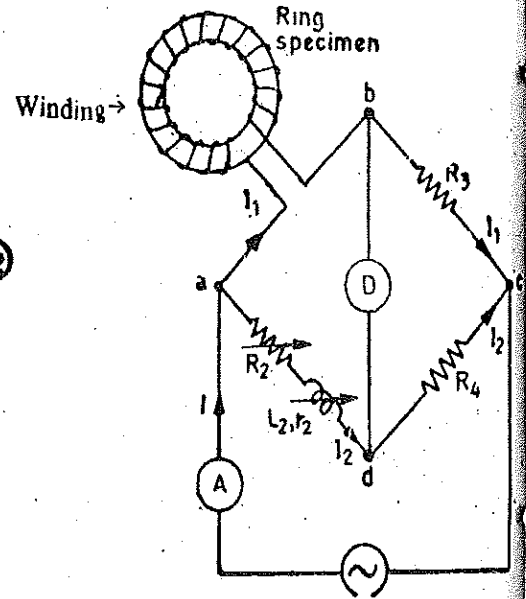 Ring
specimen
Winding→
b
R₃
I₁
I₁
a
D
c
R₂
I₂
R₄
L₂,r₂
I
I₂
d
A
~